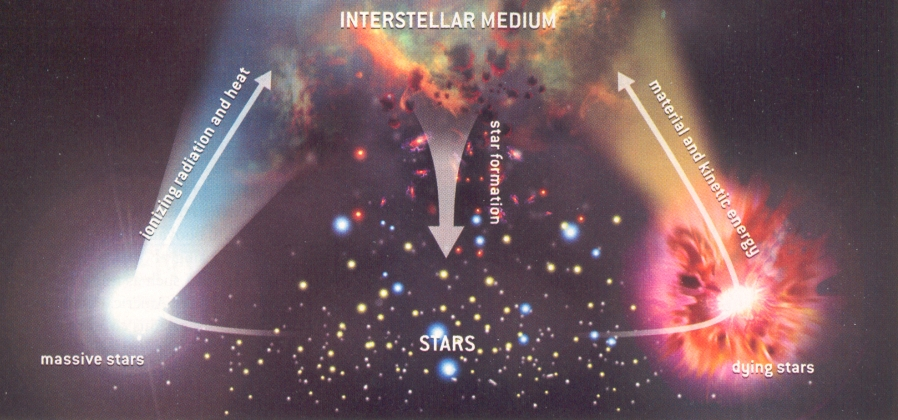 INTERSTELLAR MEDIUM
ionizing radiation and heat
star formation
material and kinetic energy
STARS
massive stars
dying stars